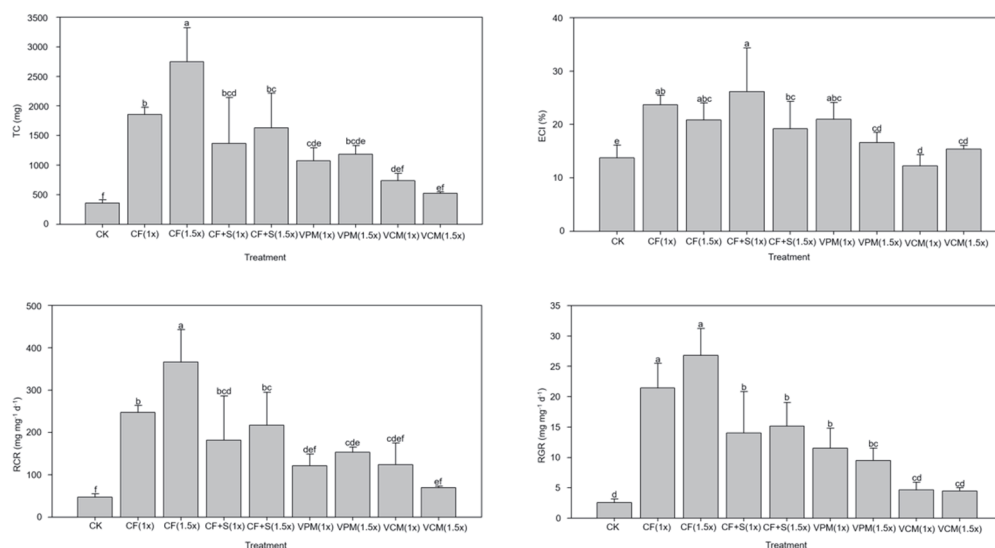 TC (mg)
3500
3000
2500
2000
1500
1000
500
0
f
b
a
bcd
bc
cde
bcde
def
ef
CK CF(1x) CF(1.5x) CF+S(1x) CF+S(1.5x) VPM(1x) VPM(1.5x) VCM(1x) VCM(1.5x)
Treatment
ECI (%)
40
30
20
10
0
e
ab
abc
a
bc
abc
cd
d
cd
CK CF(1x) CF(1.5x) CF+S(1x) CF+S(1.5x) VPM(1x) VPM(1.5x) VCM(1x) VCM(1.5x)
Treatment
RCR (mg mg⁻¹ d⁻¹)
500
400
300
200
100
0
f
b
a
bcd
bc
def
cde
cdef
ef
CK CF(1x) CF(1.5x) CF+S(1x) CF+S(1.5x) VPM(1x) VPM(1.5x) VCM(1x) VCM(1.5x)
Treatment
RGR (mg mg⁻¹ d⁻¹)
35
30
25
20
15
10
5
0
d
a
a
b
b
b
bc
cd
cd
CK CF(1x) CF(1.5x) CF+S(1x) CF+S(1.5x) VPM(1x) VPM(1.5x) VCM(1x) VCM(1.5x)
Treatment